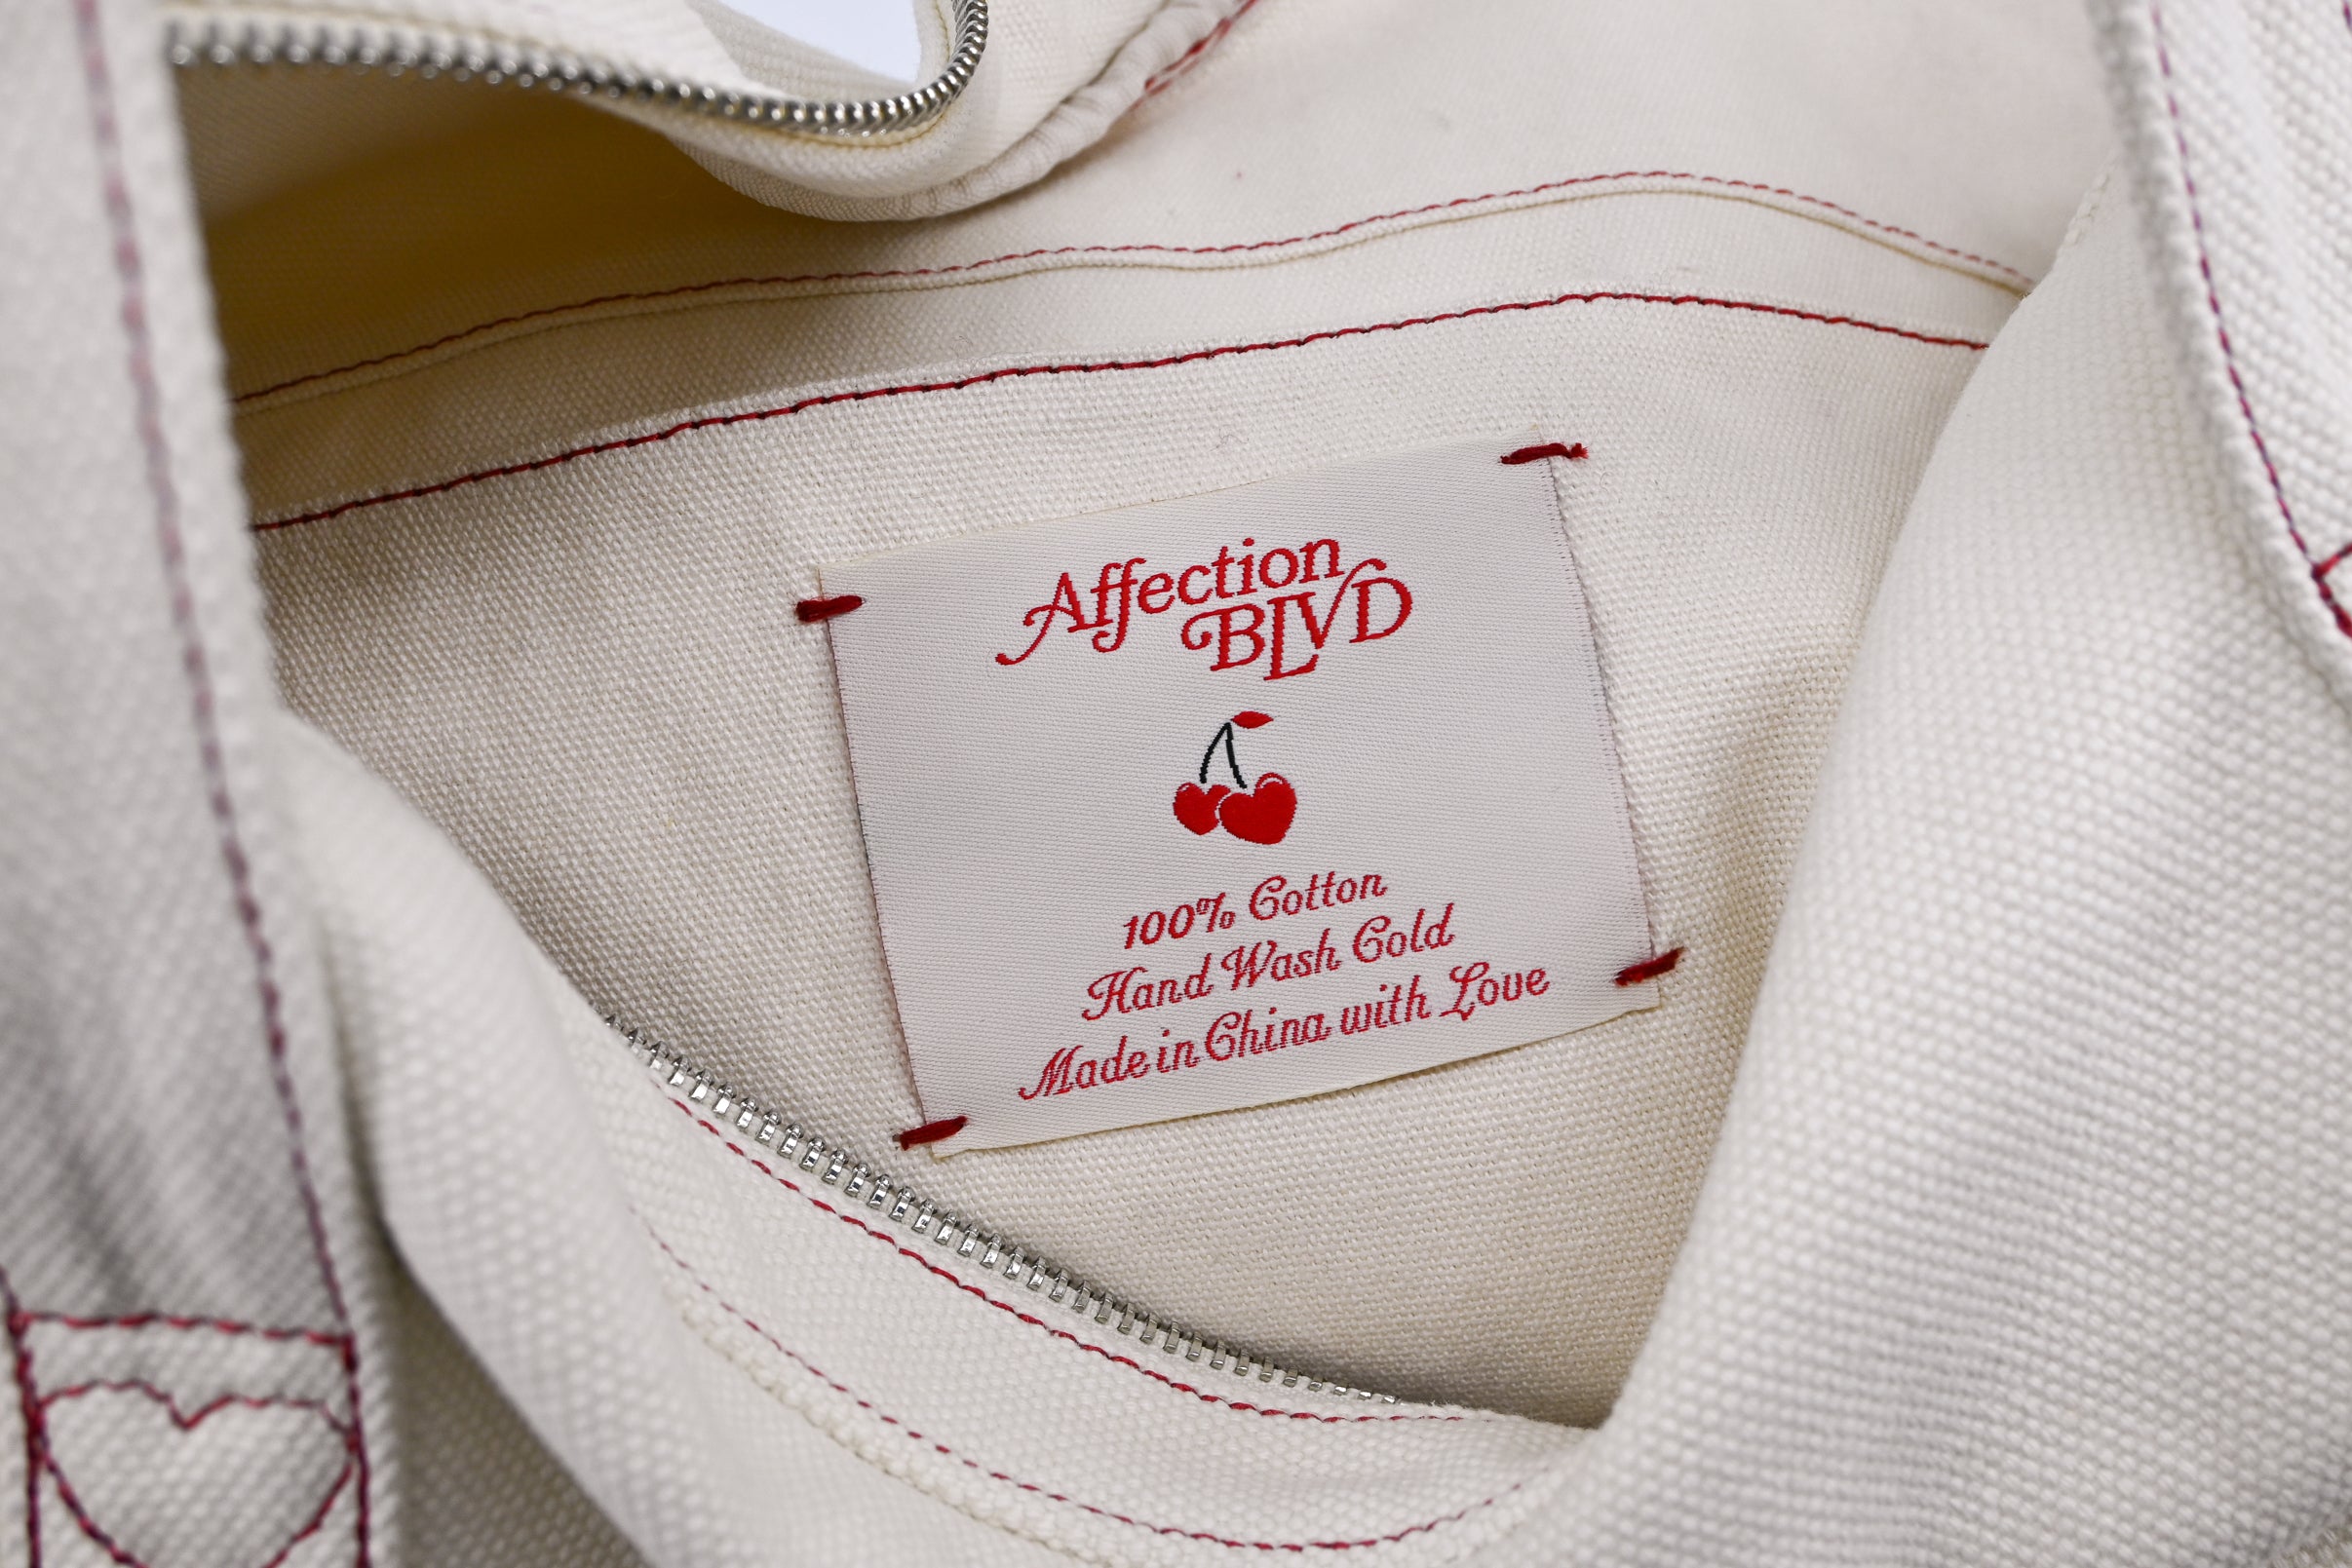 Affection
BLVD
100% Cotton
Hand Wash Cold
Made in China with Love